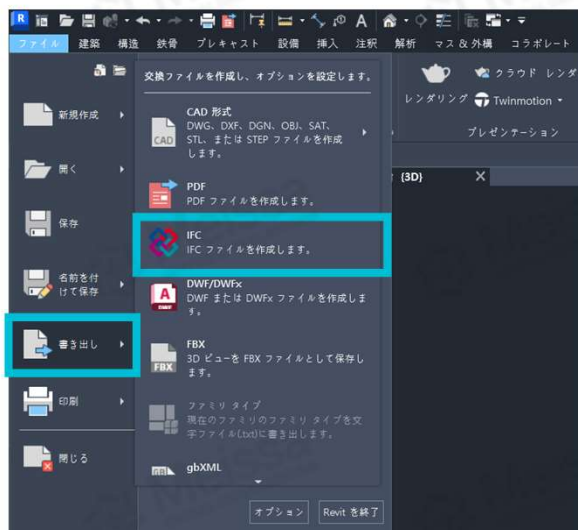 ファイル 建築 構造 鉄骨 プレキャスト 設備 挿入 注釈 解析 マス & 外構 コラボレート
交換ファイルを作成し、オプションを設定します。
クラウド レンダ
レンダリング Twinmotion
プレゼンテーション
{3D}
新規作成
開く
保存
名前を付
けて保存
書き出し
印刷
閉じる
CAD
CAD 形式
DWG、DXF、DGN、OBJ、SAT、
STL、または STEP ファイルを作成
します。
PDF
PDF ファイルを作成します。
IFC
IFC ファイルを作成します。
DWF/DWFx
DWF または DWFx ファイルを作成しま
す。
FBX
FBX
3D ビューを FBX ファイルとして保存し
ます。
ファミリ タイプ
現在のファミリのファミリ タイプを文
字ファイル(.txt)に書き出します。
gbXML
オプション Revit を終了